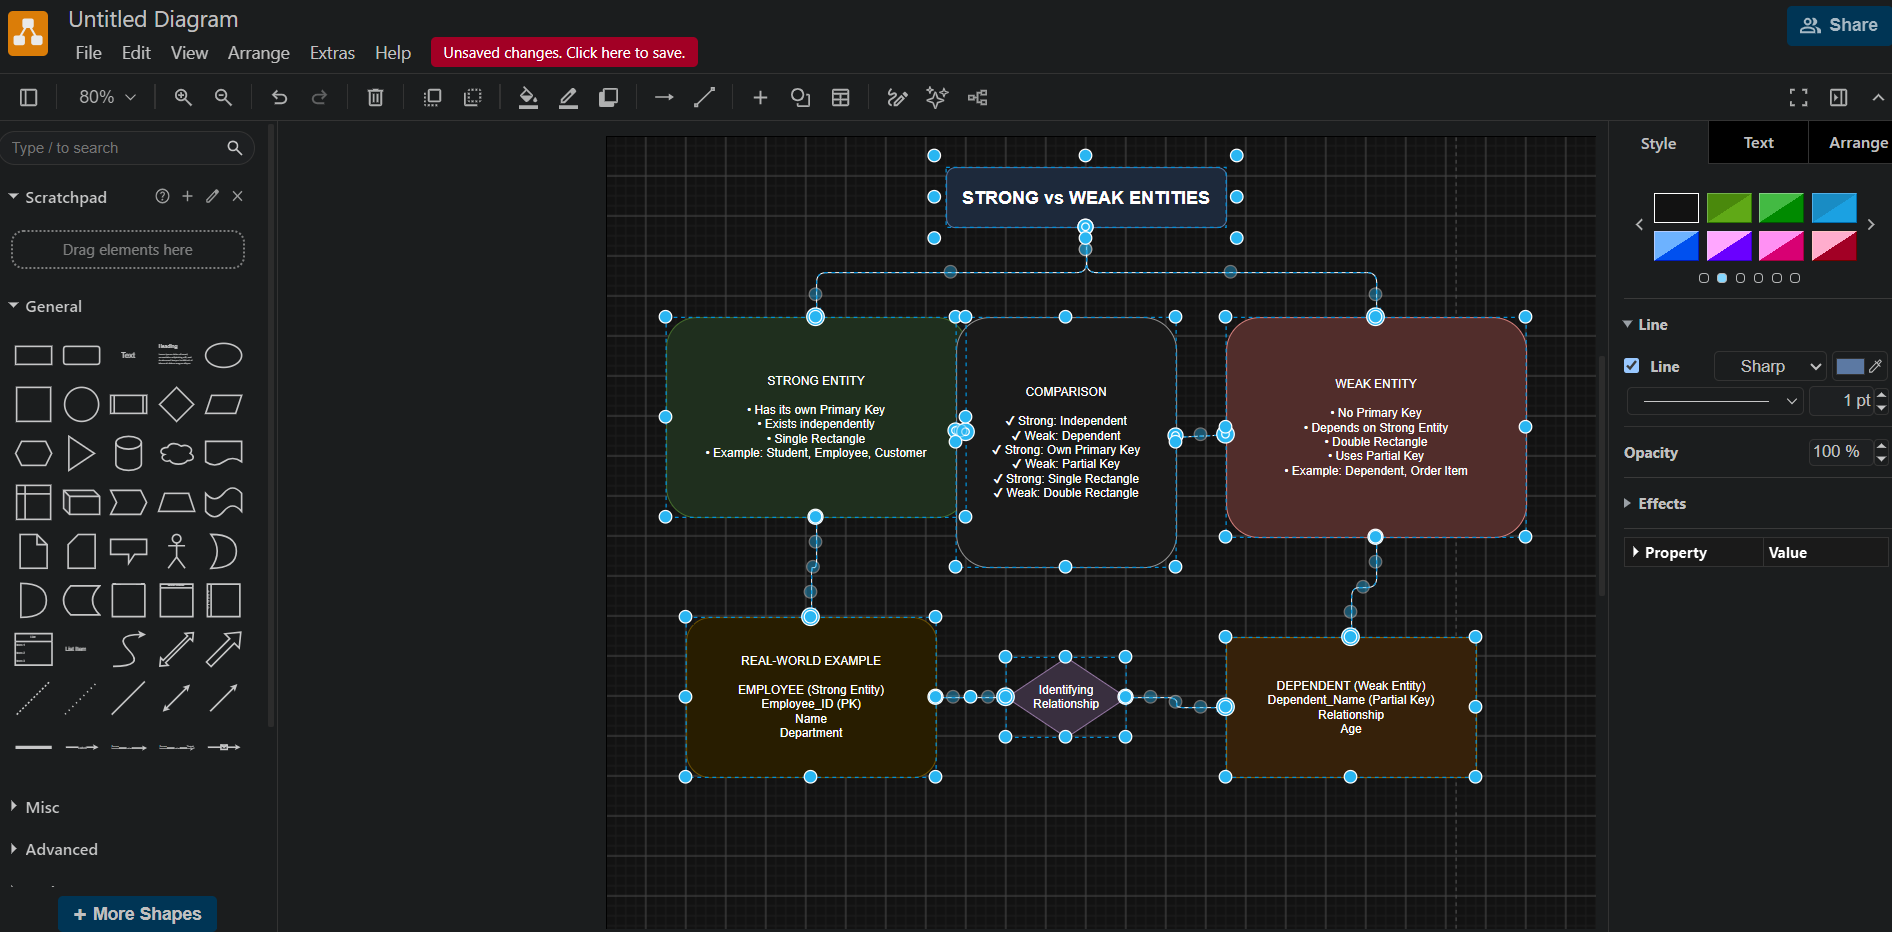 Untitled Diagram
File Edit View Arrange Extras Help Unsaved changes. Click here to save.
Share
80%
Type / to search
Scratchpad
Drag elements here
General
Text
Heading
List Item
Misc
Advanced
+ More Shapes
STRONG vs WEAK ENTITIES
STRONG ENTITY
• Has its own Primary Key
• Exists independently
• Single Rectangle
• Example: Student, Employee, Customer
COMPARISON
✓ Strong: Independent
✓ Weak: Dependent
✓ Strong: Own Primary Key
✓ Weak: Partial Key
✓ Strong: Single Rectangle
✓ Weak: Double Rectangle
WEAK ENTITY
• No Primary Key
• Depends on Strong Entity
• Double Rectangle
• Uses Partial Key
• Example: Dependent, Order Item
REAL-WORLD EXAMPLE
EMPLOYEE (Strong Entity)
Employee_ID (PK)
Name
Department
Identifying
Relationship
DEPENDENT (Weak Entity)
Dependent_Name (Partial Key)
Relationship
Age
Style Text Arrange
Line
Line Sharp
1 pt
Opacity 100 %
Effects
Property Value